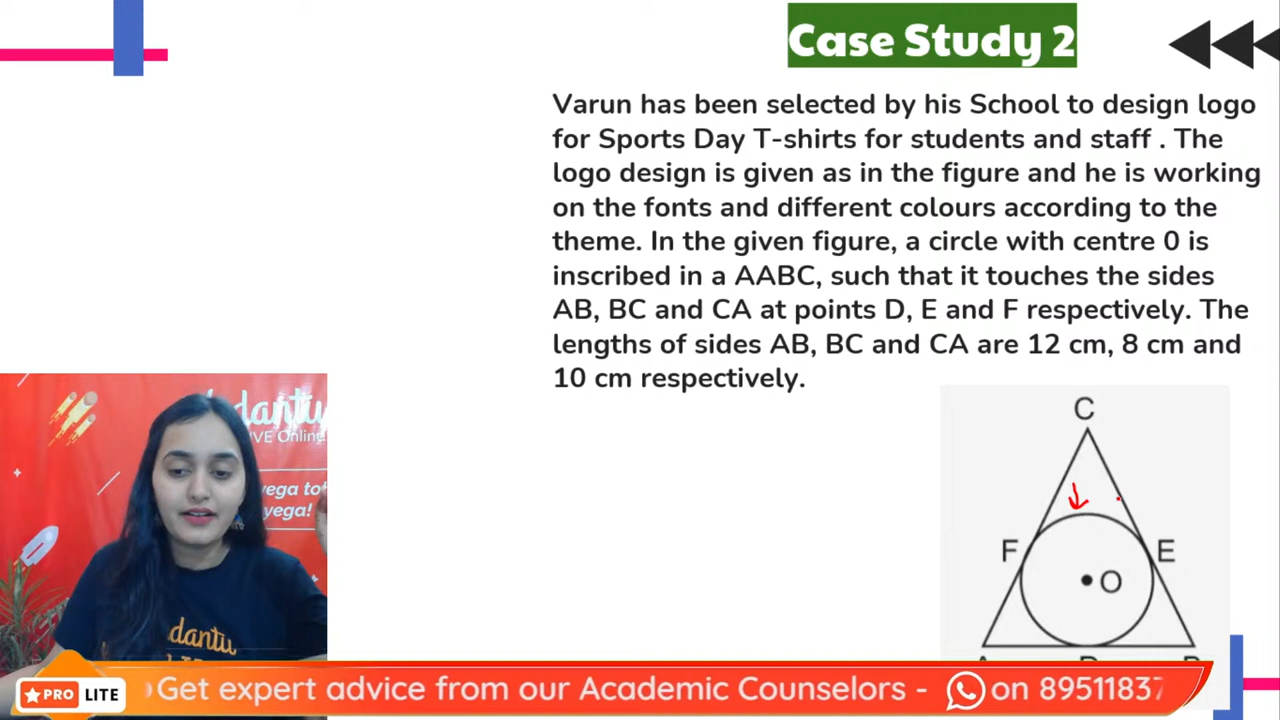 Case Study 2
Varun has been selected by his School to design logo
for Sports Day T-shirts for students and staff . The
logo design is given as in the figure and he is working
on the fonts and different colours according to the
theme. In the given figure, a circle with centre 0 is
inscribed in a AABC, such that it touches the sides
AB, BC and CA at points D, E and F respectively. The
lengths of sides AB, BC and CA are 12 cm, 8 cm and
10 cm respectively.
C
F
E
O
dantu
VE Online
yega!
dantu
PRO LITE
Get expert advice from our Academic Counselors - on 8951183